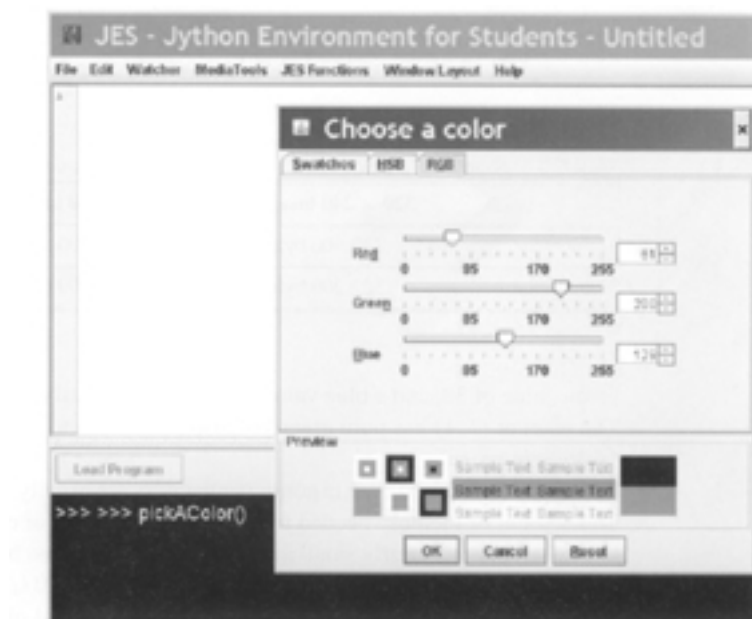 JES - Jython Environment for Students - Untitled
File Edit Watcher MediaTools JES Functions Window Layout Help
Choose a color
Swatches HSB RGB
Red
0 85 170 255
Green
200
0 85 170 255
Blue
0 85 170 255
Preview
Sample Text Sample Text
Sample Text Sample Text
Sample Text Sample Text
Load Program
>>> >>> pickAColor()
OK Cancel Reset